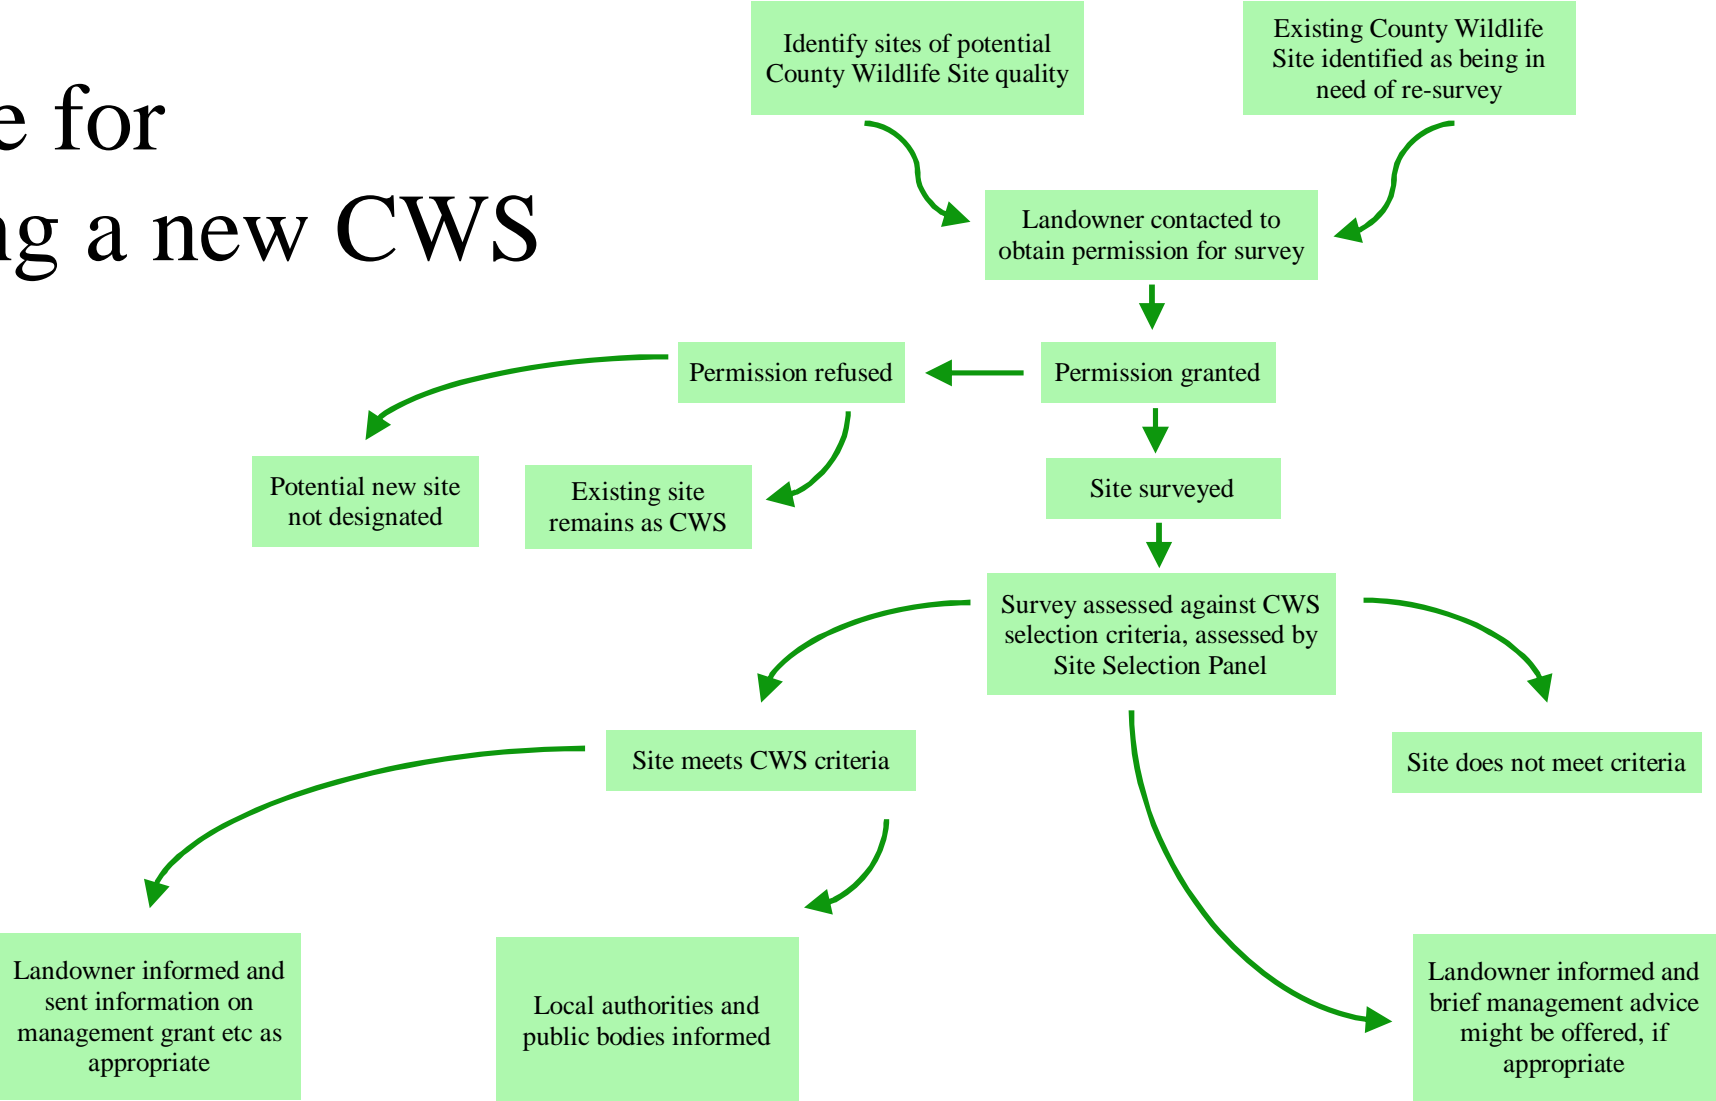 e for
ng a new CWS
Identify sites of potential
County Wildlife Site quality
Existing County Wildlife
Site identified as being in
need of re-survey
Landowner contacted to
obtain permission for survey
Permission refused
Permission granted
Potential new site
not designated
Existing site
remains as CWS
Site surveyed
Survey assessed against CWS
selection criteria, assessed by
Site Selection Panel
Site meets CWS criteria
Site does not meet criteria
Landowner informed and
sent information on
management grant etc as
appropriate
Local authorities and
public bodies informed
Landowner informed and
brief management advice
might be offered, if
appropriate